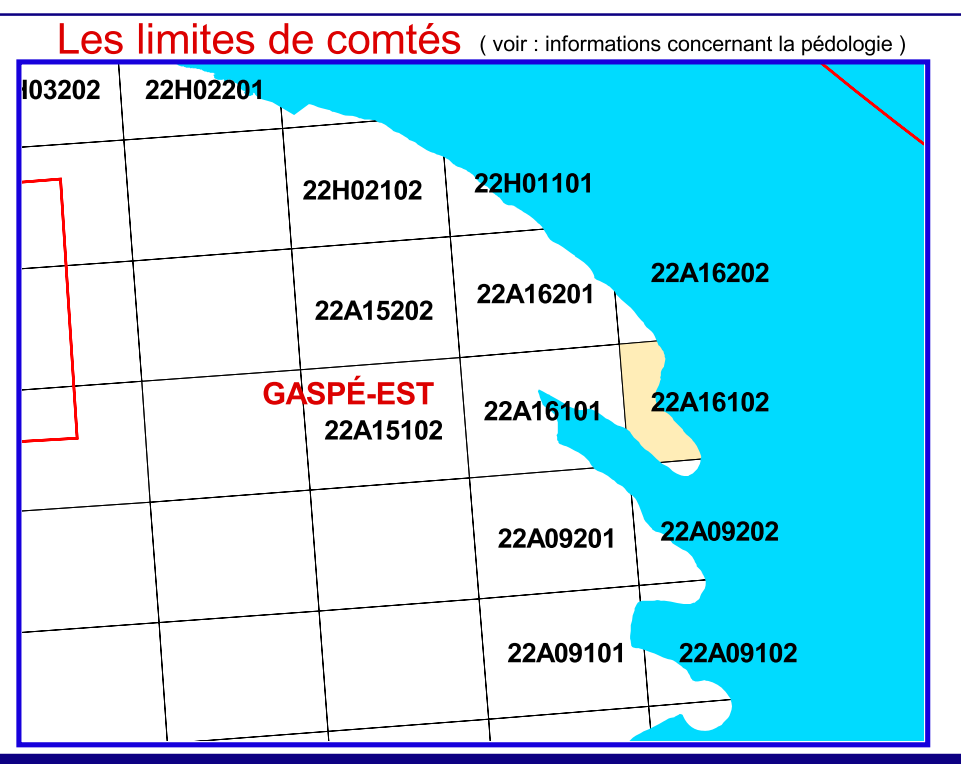 Les limites de comtés ( voir : informations concernant la pédologie )
03202 22H02201
22H02102 22H01101
22A16202
22A15202 22A16201
GASPÉ-EST
22A15102 22A16101 22A16102
22A09201 22A09202
22A09101 22A09102